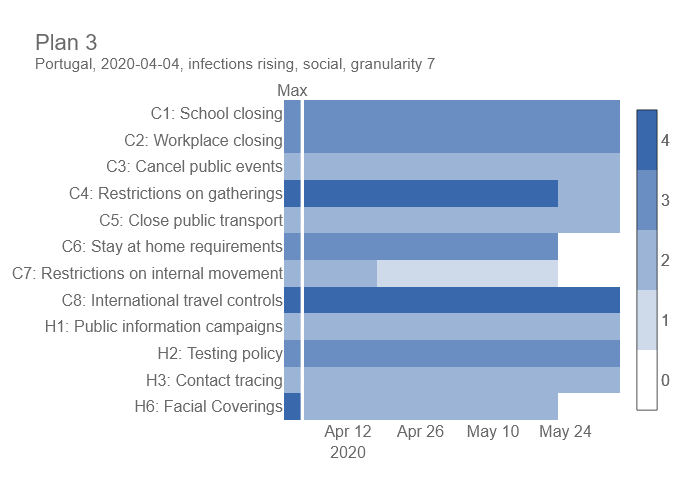 Plan 3
Portugal, 2020-04-04, infections rising, social, granularity 7
Max
C1: School closing
C2: Workplace closing
C3: Cancel public events
C4: Restrictions on gatherings
C5: Close public transport
C6: Stay at home requirements
C7: Restrictions on internal movement
C8: International travel controls
H1: Public information campaigns
H2: Testing policy
H3: Contact tracing
H6: Facial Coverings
Apr 12 Apr 26 May 10 May 24
2020
4
3
2
1
0